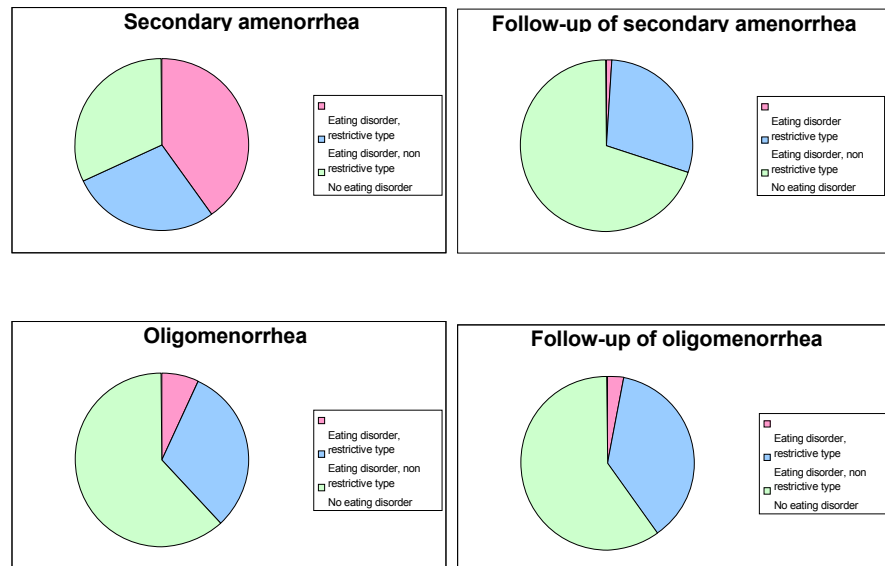 Secondary amenorrhea
Eating disorder,
restrictive type
Eating disorder, non
restrictive type
No eating disorder
Follow-up of secondary amenorrhea
Eating disorder
restrictive type
Eating disorder, non
restrictive type
No eating disorder
Oligomenorrhea
Eating disorder,
restrictive type
Eating disorder, non
restrictive type
No eating disorder
Follow-up of oligomenorrhea
Eating disorder,
restrictive type
Eating disorder, non
restrictive type
No eating disorder